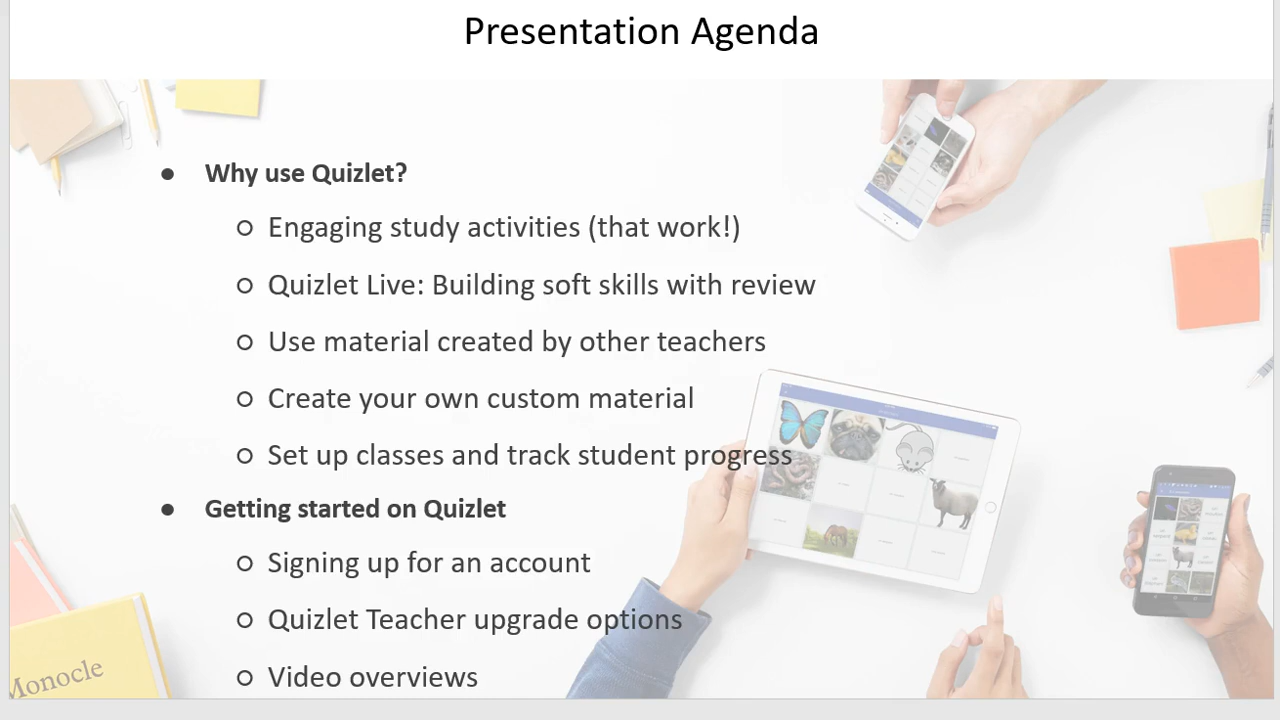 Presentation Agenda
● Why use Quizlet?
○ Engaging study activities (that work!)
○ Quizlet Live: Building soft skills with review
○ Use material created by other teachers
○ Create your own custom material
○ Set up classes and track student progress
● Getting started on Quizlet
○ Signing up for an account
○ Quizlet Teacher upgrade options
○ Video overviews
Monocle